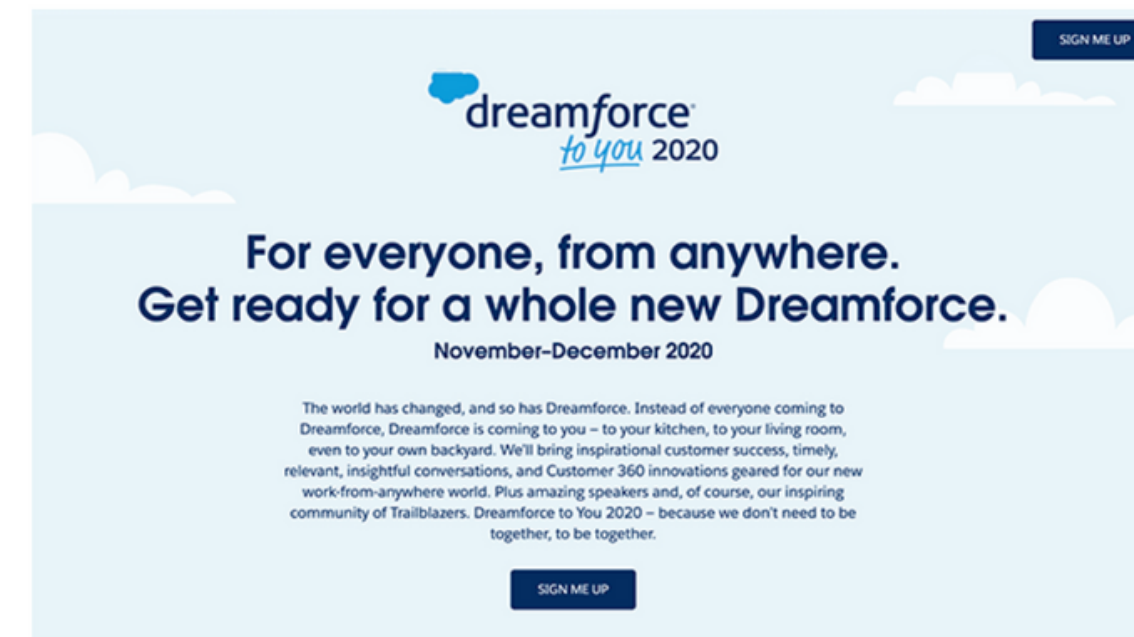 SIGN ME UP
dreamforce
to you 2020
For everyone, from anywhere.
Get ready for a whole new Dreamforce.
November–December 2020
The world has changed, and so has Dreamforce. Instead of everyone coming to
Dreamforce, Dreamforce is coming to you – to your kitchen, to your living room,
even to your own backyard. We'll bring inspirational customer success, timely,
relevant, insightful conversations, and Customer 360 innovations geared for our new
work-from-anywhere world. Plus amazing speakers and, of course, our inspiring
community of Trailblazers. Dreamforce to You 2020 – because we don't need to be
together, to be together.
SIGN ME UP